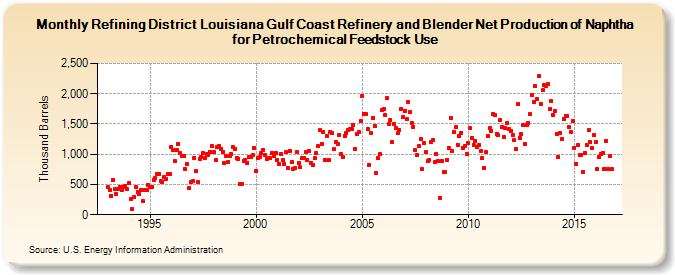 Monthly Refining District Louisiana Gulf Coast Refinery and Blender Net Production of Naphtha
for Petrochemical Feedstock Use
Thousand Barrels
2,500
2,000
1,500
1,000
500
0
1995
2000
2005
2010
2015
Source: U.S. Energy Information Administration